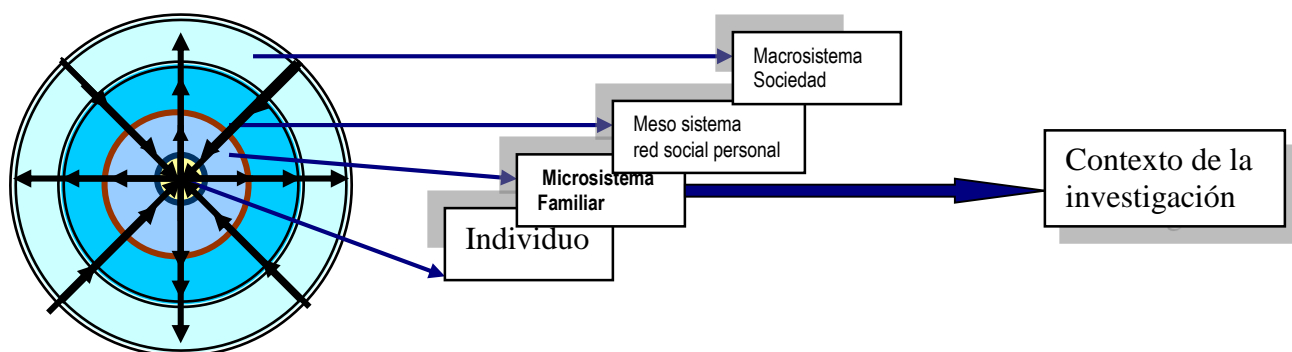 Macrosistema
Sociedad
Meso sistema
red social personal
Microsistema
Familiar
Individuo
Contexto de la
investigación